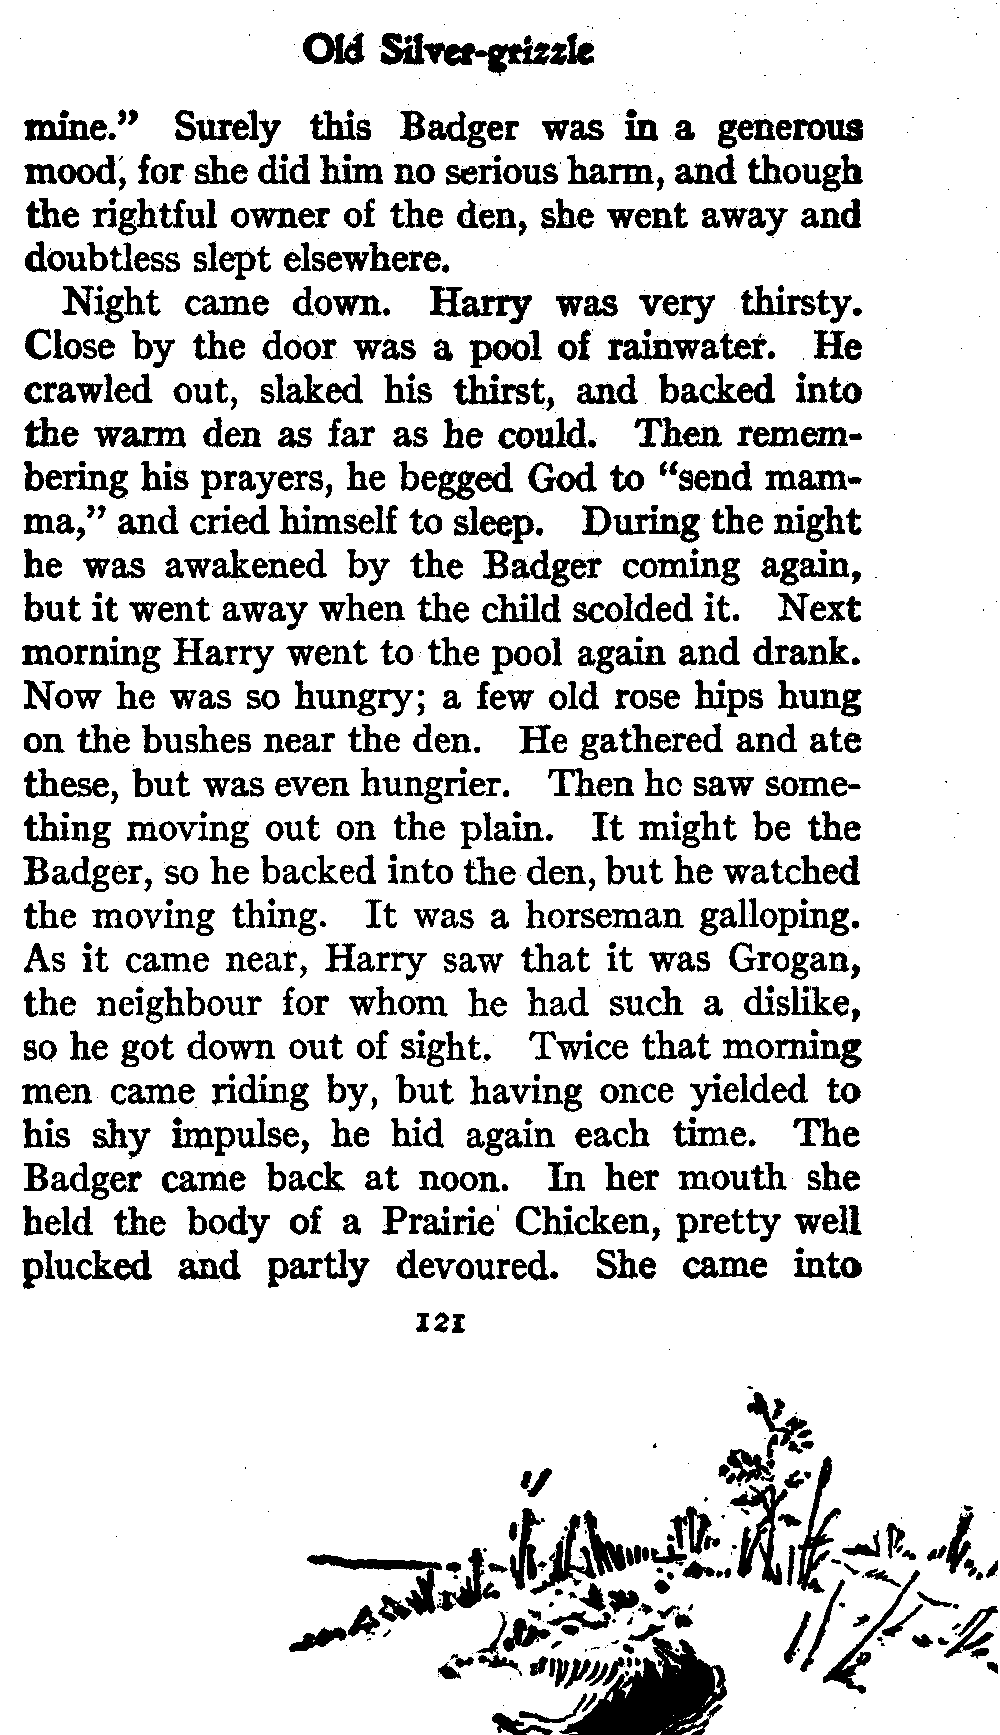 Old Silver-grizzle
mine." Surely this Badger was in a generous
mood, for she did him no serious harm, and though
the rightful owner of the den, she went away and
doubtless slept elsewhere.
Night came down. Harry was very thirsty.
Close by the door was a pool of rainwater. He
crawled out, slaked his thirst, and backed into
the warm den as far as he could. Then remem-
bering his prayers, he begged God to "send mam-
ma," and cried himself to sleep. During the night
he was awakened by the Badger coming again,
but it went away when the child scolded it. Next
morning Harry went to the pool again and drank.
Now he was so hungry; a few old rose hips hung
on the bushes near the den. He gathered and ate
these, but was even hungrier. Then he saw some-
thing moving out on the plain. It might be the
Badger, so he backed into the den, but he watched
the moving thing. It was a horseman galloping.
As it came near, Harry saw that it was Grogan,
the neighbour for whom he had such a dislike,
so he got down out of sight. Twice that morning
men came riding by, but having once yielded to
his shy impulse, he hid again each time. The
Badger came back at noon. In her mouth she
held the body of a Prairie Chicken, pretty well
plucked and partly devoured. She came into
121